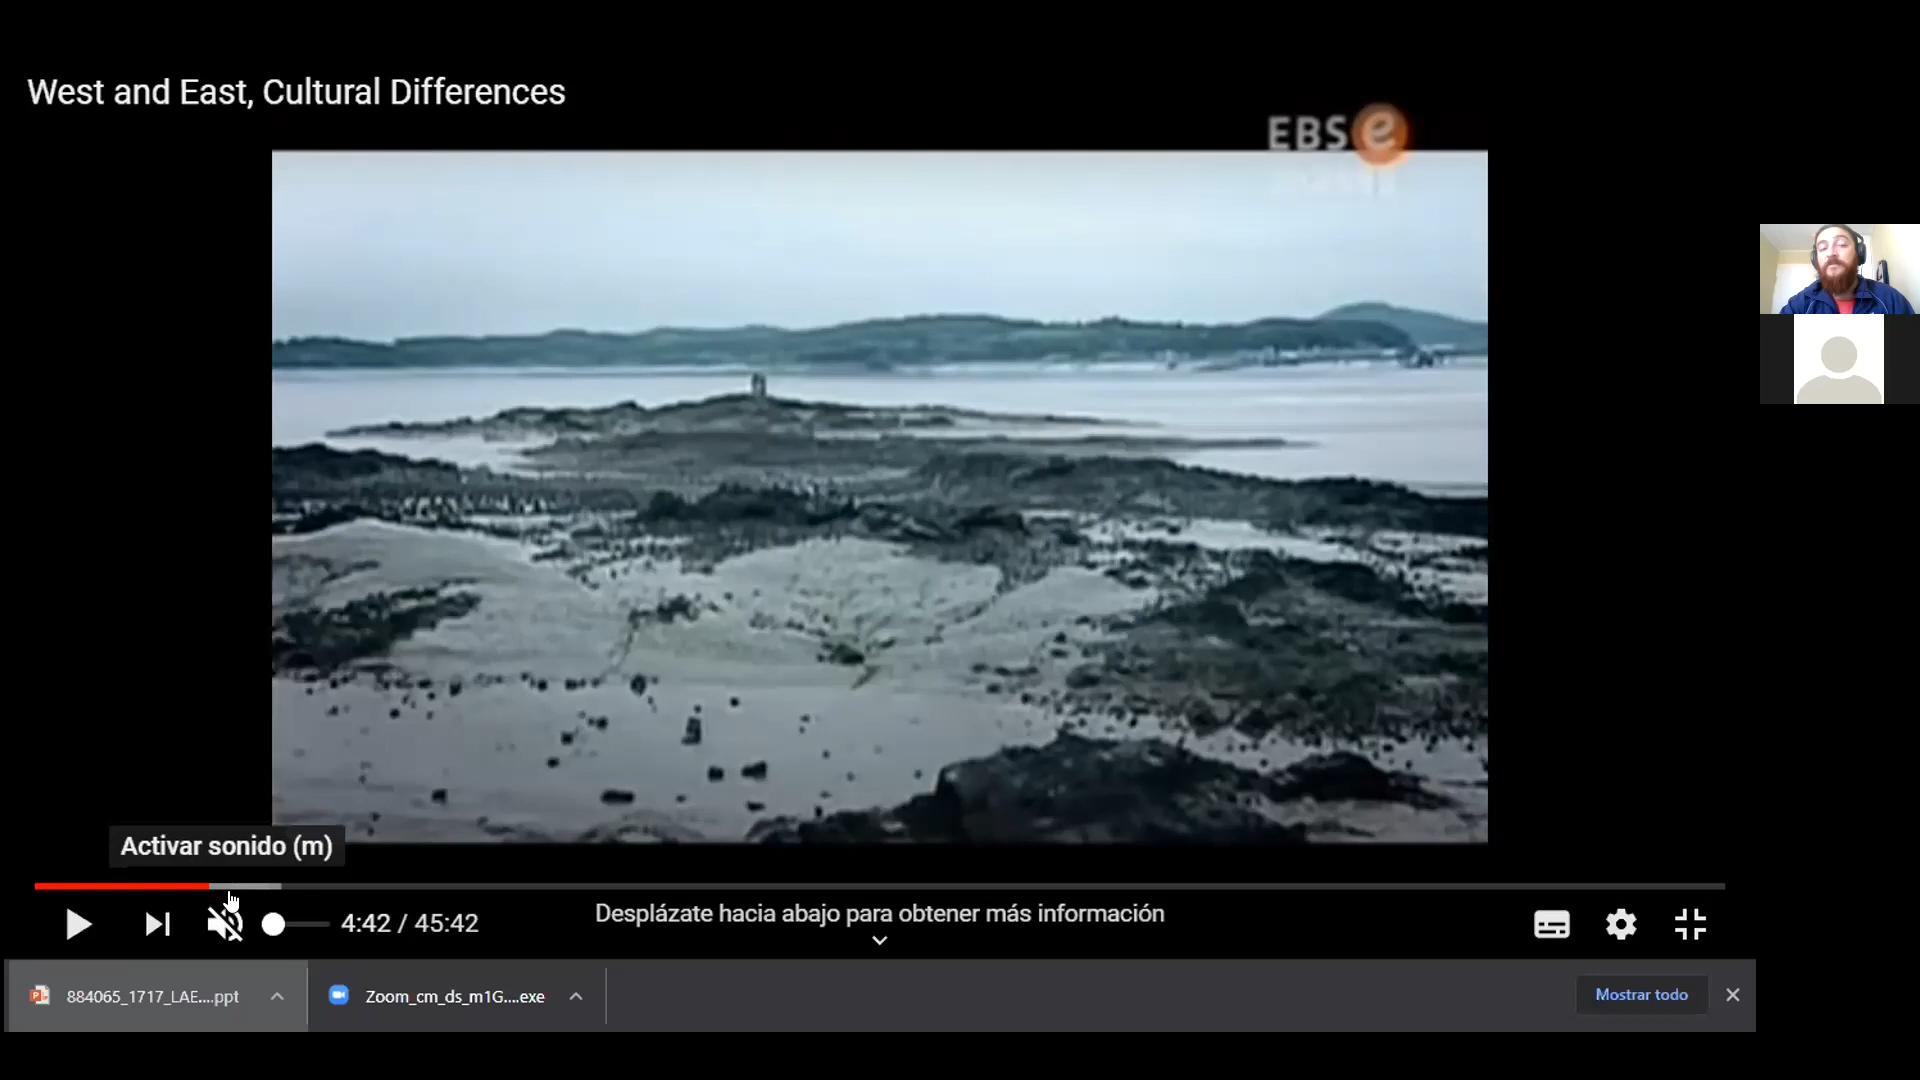 West and East, Cultural Differences
EBS e
Activar sonido (m)
4:42 / 45:42
Desplázate hacia abajo para obtener más información
884065_1717_LAE....ppt
Zoom_cm_ds_m1G....exe
Mostrar todo